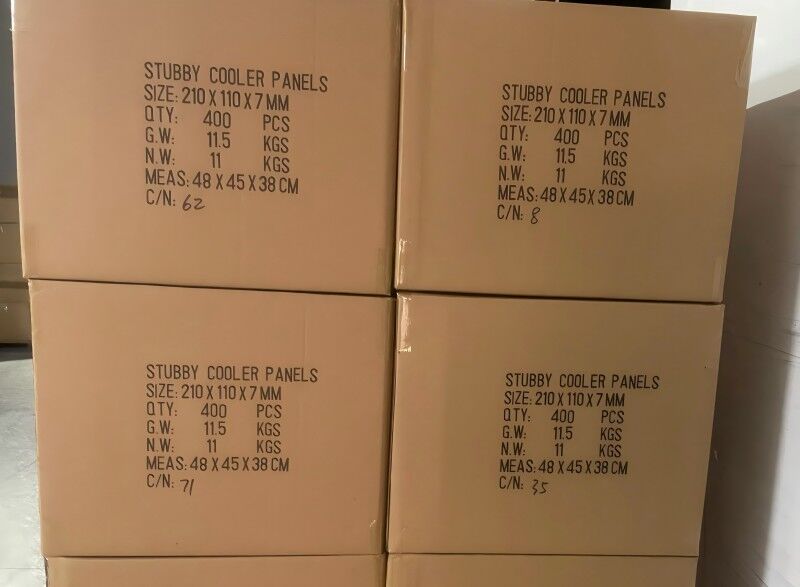 STUBBY COOLER PANELS
SIZE: 210 X 110 X 7 MM
QTY: 400 PCS
G.W: 11.5 KGS
N.W: 11 KGS
MEAS: 48 X 45 X 38 CM
C/N: 62
STUBBY COOLER PANELS
SIZE: 210 X 110 X 7 MM
QTY: 400 PCS
G.W: 11.5 KGS
N.W: 11 KGS
MEAS: 48 X 45 X 38 CM
C/N: 8
STUBBY COOLER PANELS
SIZE: 210 X 110 X 7 MM
QTY: 400 PCS
G.W: 11.5 KGS
N.W: 11 KGS
MEAS: 48 X 45 X 38 CM
C/N: 71
STUBBY COOLER PANELS
SIZE: 210 X 110 X 7 MM
QTY: 400 PCS
G.W: 11.5 KGS
N.W: 11 KGS
MEAS: 48 X 45 X 38 CM
C/N: 35